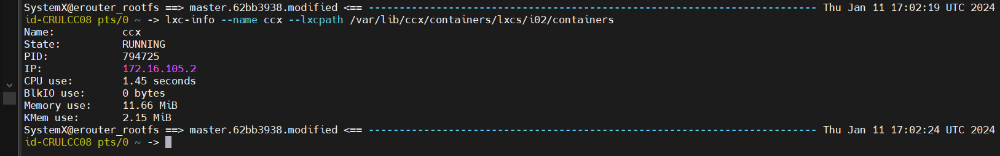 SystemX@erouter_rootfs ==> master.62bb3938.modified <== ------------------------------------------------------------------------- Thu Jan 11 17:02:19 UTC 2024
id-CRULCC08 pts/0 ~ -> lxc-info --name ccx --lxcpath /var/lib/ccx/containers/lxcs/i02/containers
Name:           ccx
State:          RUNNING
PID:            794725
IP:             172.16.105.2
CPU use:        1.45 seconds
BlkIO use:      0 bytes
Memory use:     11.66 MiB
KMem use:       2.15 MiB
SystemX@erouter_rootfs ==> master.62bb3938.modified <== ------------------------------------------------------------------------- Thu Jan 11 17:02:24 UTC 2024
id-CRULCC08 pts/0 ~ ->